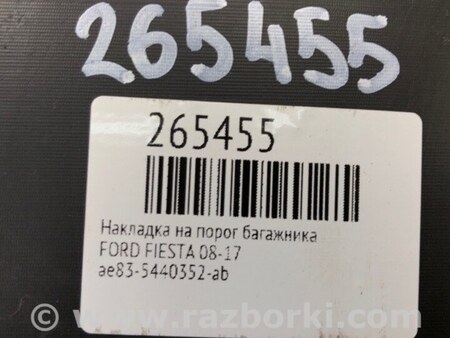 265455
265455
Накладка на порог багажника
FORD FIESTA 08-17
ae83-5440352-ab
© www.razborki.com